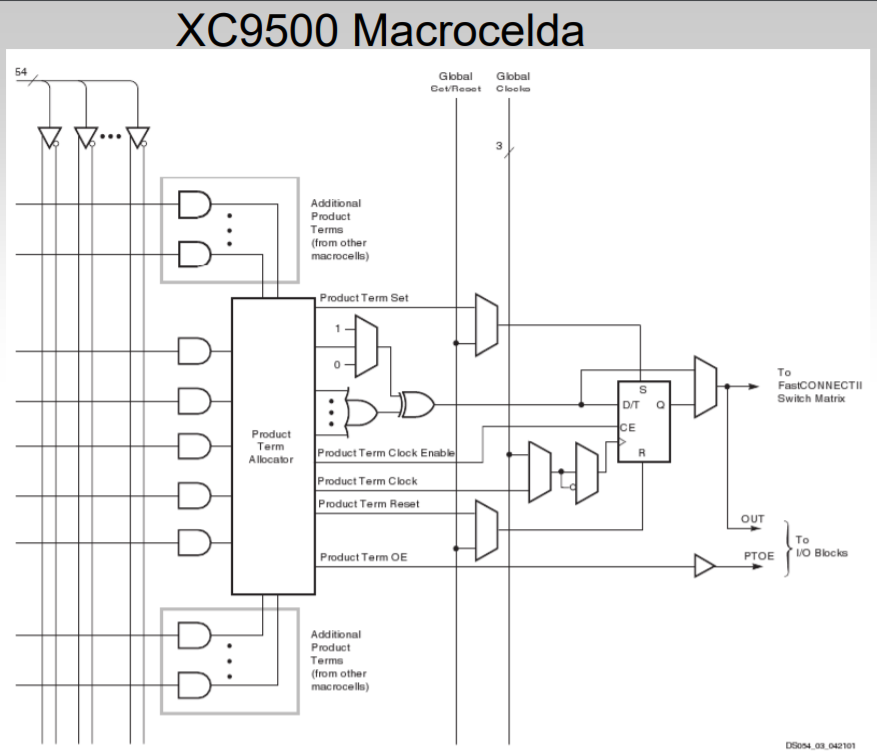 XC9500 Macrocelda
54
Global
Set/Reset
Global
Clocks
3
Additional
Product
Terms
(from other
macrocells)
Product Term Set
1
0
Product
Term
Allocator
S
D/T
Q
CE
R
To
FastCONNECTII
Switch Matrix
Product Term Clock Enable
Product Term Clock
Product Term Reset
OUT
Product Term OE
PTOE
To
I/O Blocks
Additional
Product
Terms
(from other
macrocells)
DS054_03_042101